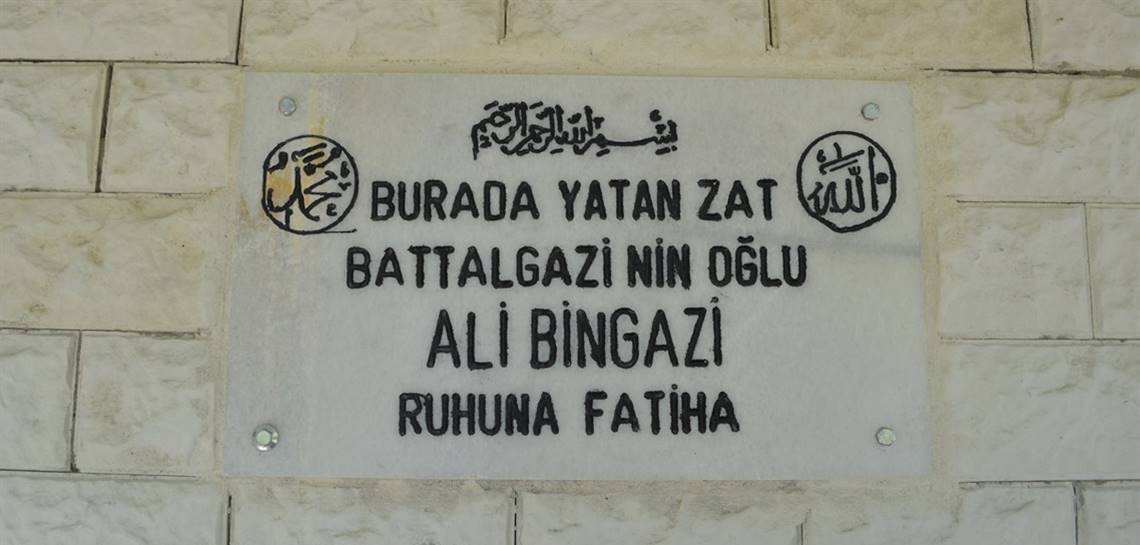 بسم الله الرحمن الرحيم
محمد
الله
BURADA YATAN ZAT
BATTALGAZİ NİN OĞLU
ALİ BİNGAZİ
RUHUNA FATİHA